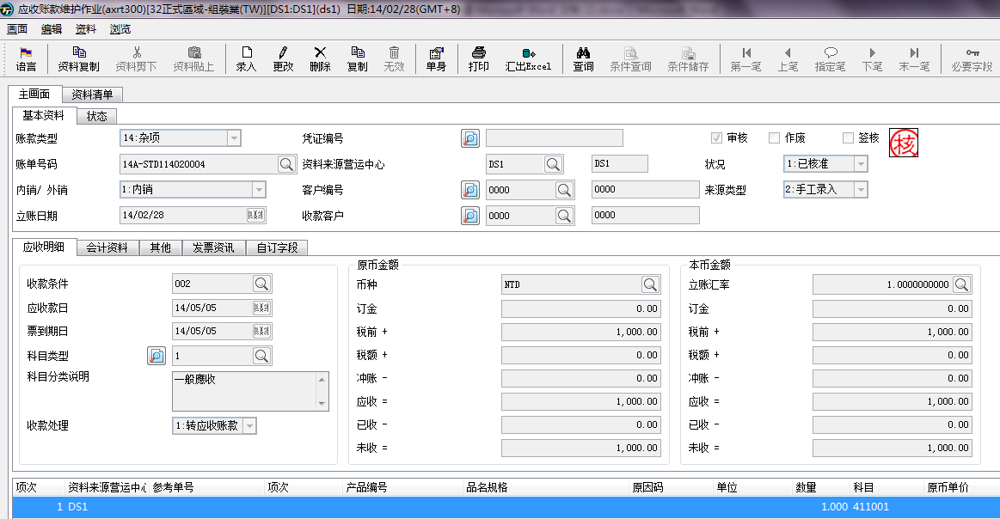 应收账款维护作业(axrt300)[32正式區域-組裝業(TW)][DS1:DS1](ds1) 日期:14/02/28(GMT+8)
画面 编辑 资料 浏览
语言 资料复制 资料剪下 资料贴上 录入 更改 删除 复制 无效 单身 打印 汇出Excel 查询 条件查询 条件储存 第一笔 上笔 指定笔 下笔 末一笔 必要字段
主画面 资料清单
基本资料 状态
账款类型 14:杂项 凭证编号 审核 作废 签核 核
账单号码 14A-STD114020004 资料来源营运中心 DS1 DS1 状况 1:已核准
内销/ 外销 1:内销 客户编号 0000 0000 来源类型 2:手工录入
立账日期 14/02/28 收款客户 0000 0000
应收明细 会计资料 其他 发票资讯 自订字段
原币金额 本币金额
收款条件 002 币种 NTD 立账汇率 1.0000000000
应收款日 14/05/05 订金 0.00 订金 0.00
票到期日 14/05/05 税前 + 1,000.00 税前 + 1,000.00
科目类型 1 税额 + 0.00 税额 + 0.00
科目分类说明 一般應收 冲账 - 0.00 冲账 - 0.00
应收 = 1,000.00 应收 = 1,000.00
收款处理 1:转应收账款 已收 - 0.00 已收 - 0.00
未收 = 1,000.00 未收 = 1,000.00
项次 资料来源营运中心 参考单号 项次 产品编号 品名规格 原因码 单位 数量 科目 原币单价
1 DS1 1.000 411001